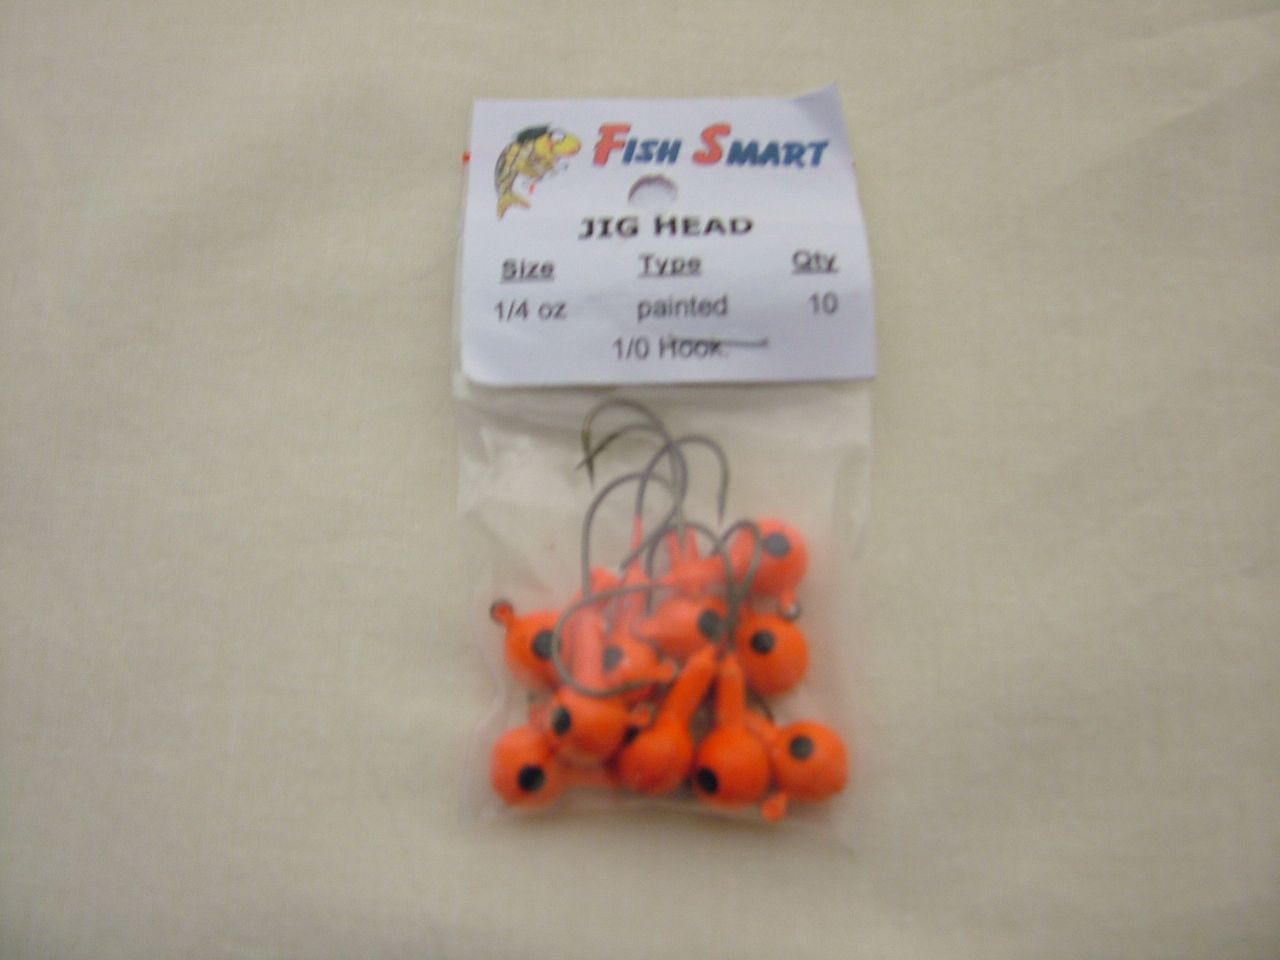 FISH SMART
JIG HEAD
Size Type Qty
1/4 oz painted 10
1/0 Hook